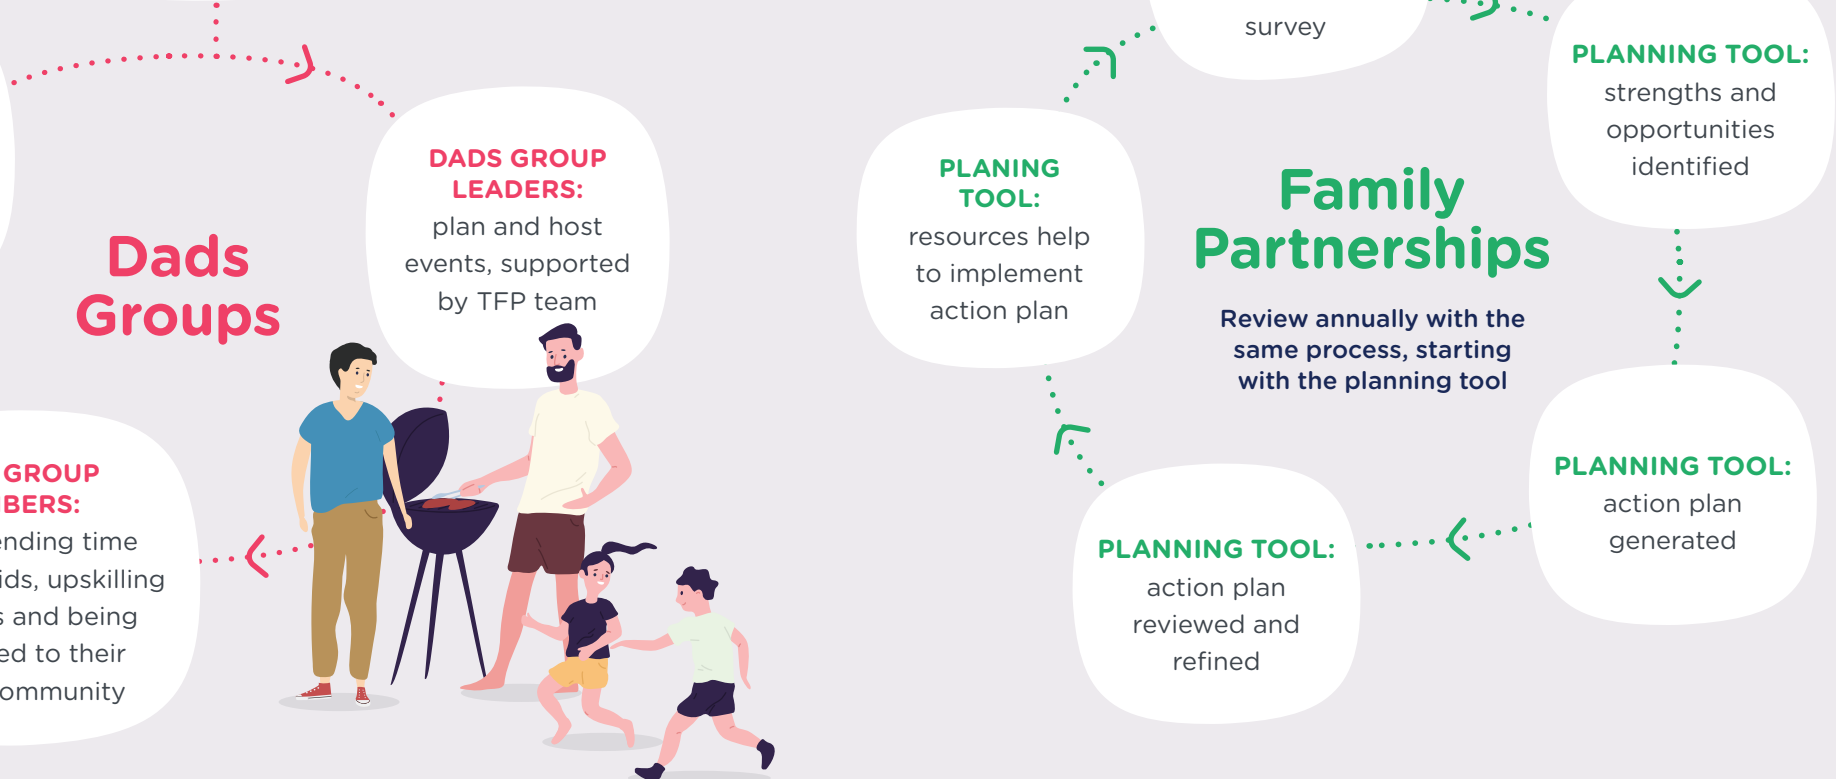 DADS GROUP
LEADERS:
plan and host
events, supported
by TFP team
Dads
Groups
GROUP
BERS:
ending time
ids, upskilling
s and being
ed to their
ommunity
survey
PLANNING TOOL:
strengths and
opportunities
identified
PLANING
TOOL:
resources help
to implement
action plan
Family
Partnerships
Review annually with the
same process, starting
with the planning tool
PLANNING TOOL:
action plan
generated
PLANNING TOOL:
action plan
reviewed and
refined